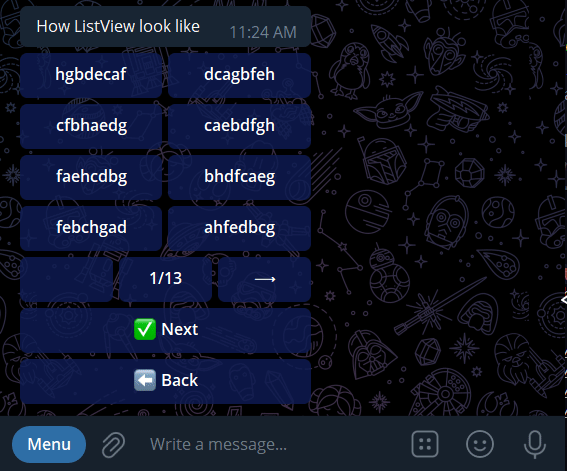 How ListView look like
11:24 AM
hgbdecaf dcagbfeh
cfbhaedg caebdfgh
faehcdbg bhdfcaeg
febchgad ahfedbcg
1/13 →
✅ Next
⬅️ Back
Menu Write a message...